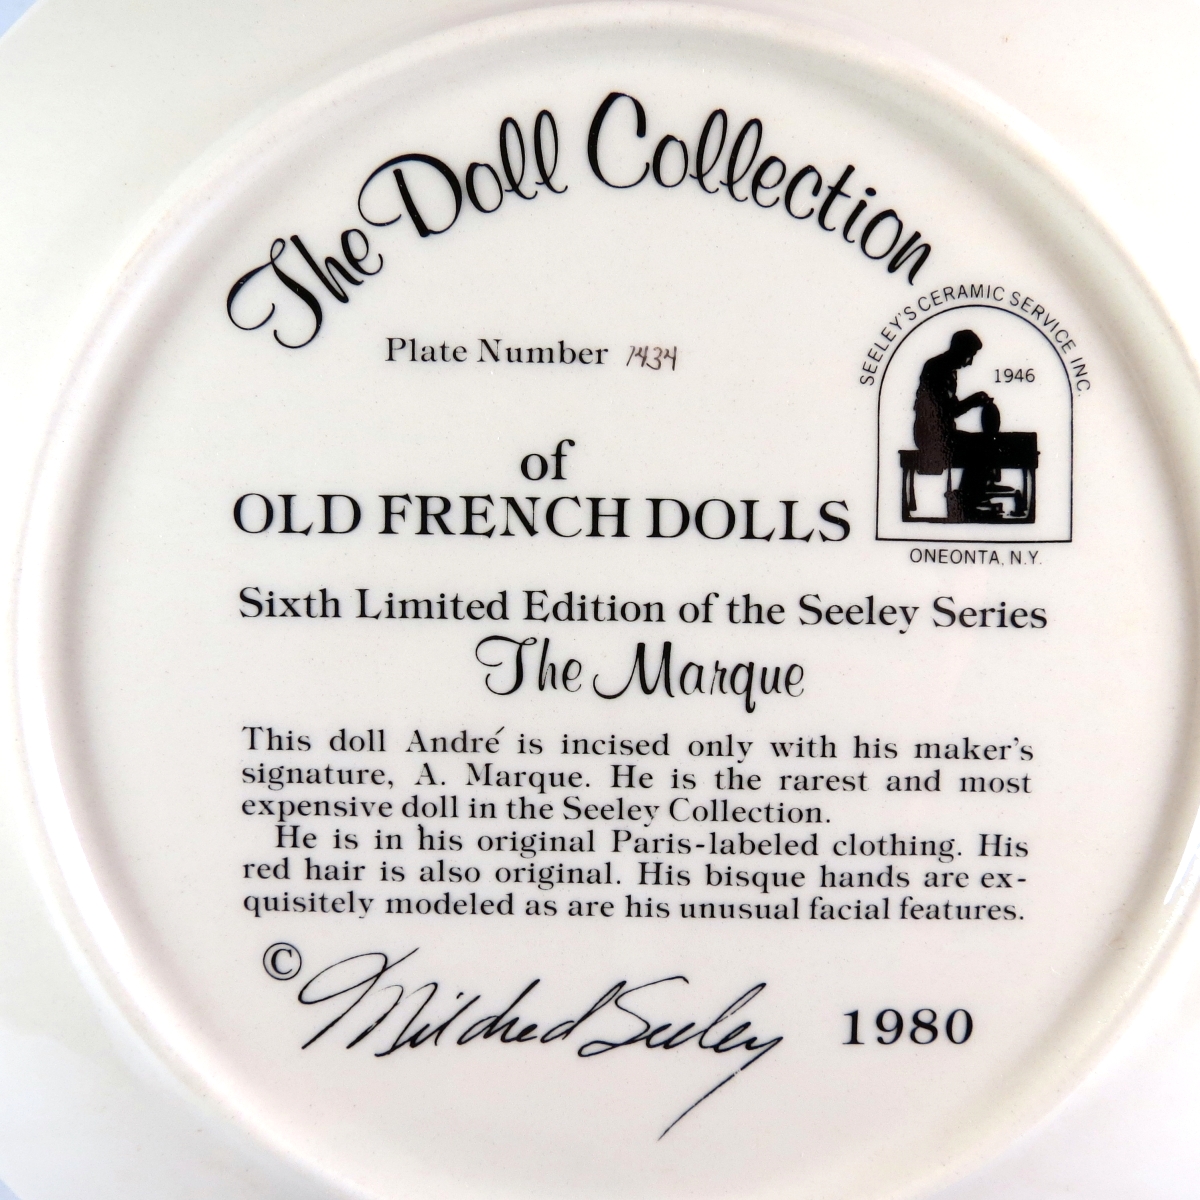 The Doll Collection
SEELEY'S CERAMIC SERVICE INC.
Plate Number 1434
1946
of
OLD FRENCH DOLLS
ONEONTA, N.Y.
Sixth Limited Edition of the Seeley Series
The Marque
This doll André is incised only with his maker's
signature, A. Marque. He is the rarest and most
expensive doll in the Seeley Collection.
He is in his original Paris-labeled clothing. His
red hair is also original. His bisque hands are ex-
quisitely modeled as are his unusual facial features.
© Mildred Seeley 1980